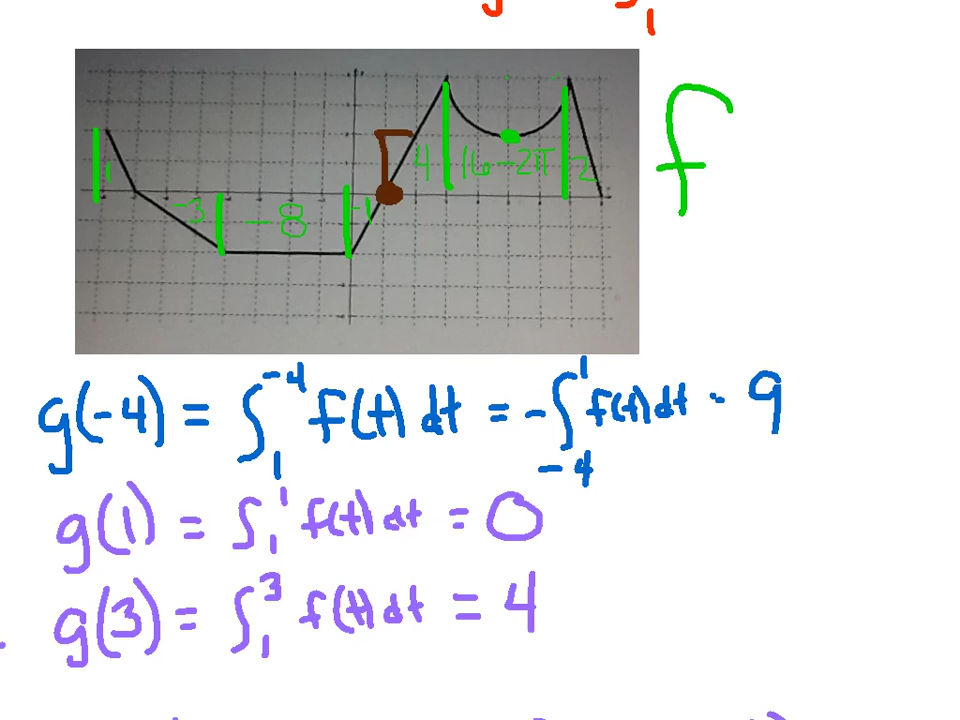 f
1 -3 -8 -1 4 16-2π 2
g(-4) = ∫₁⁻⁴ f(t) dt = -∫₋₄¹ f(t) dt = 9
g(1) = ∫₁¹ f(t) dt = 0
g(3) = ∫₁³ f(t) dt = 4